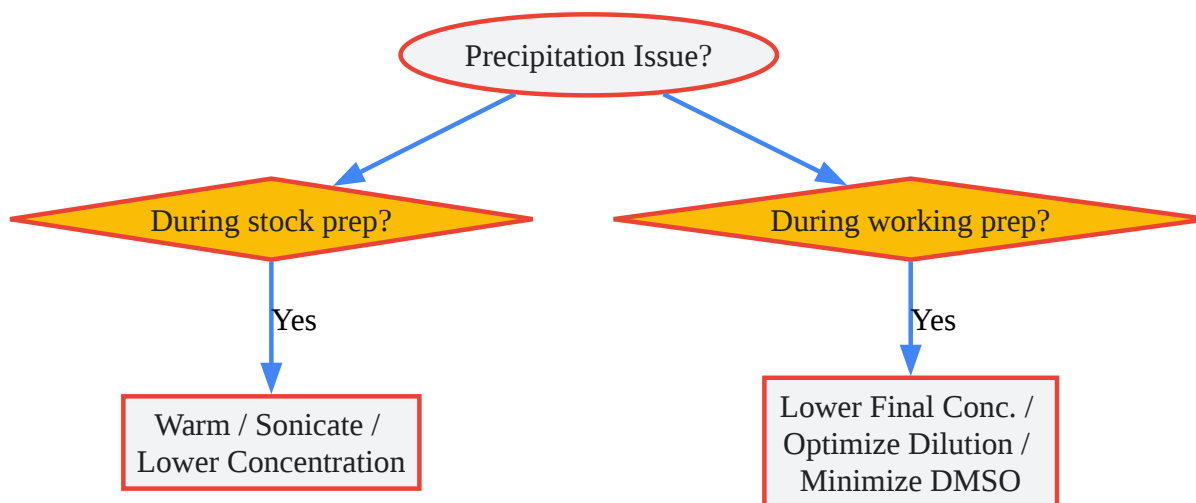 Precipitation Issue?
During stock prep?
During working prep?
Yes
Yes
Warm / Sonicate /
Lower Concentration
Lower Final Conc. /
Optimize Dilution /
Minimize DMSO